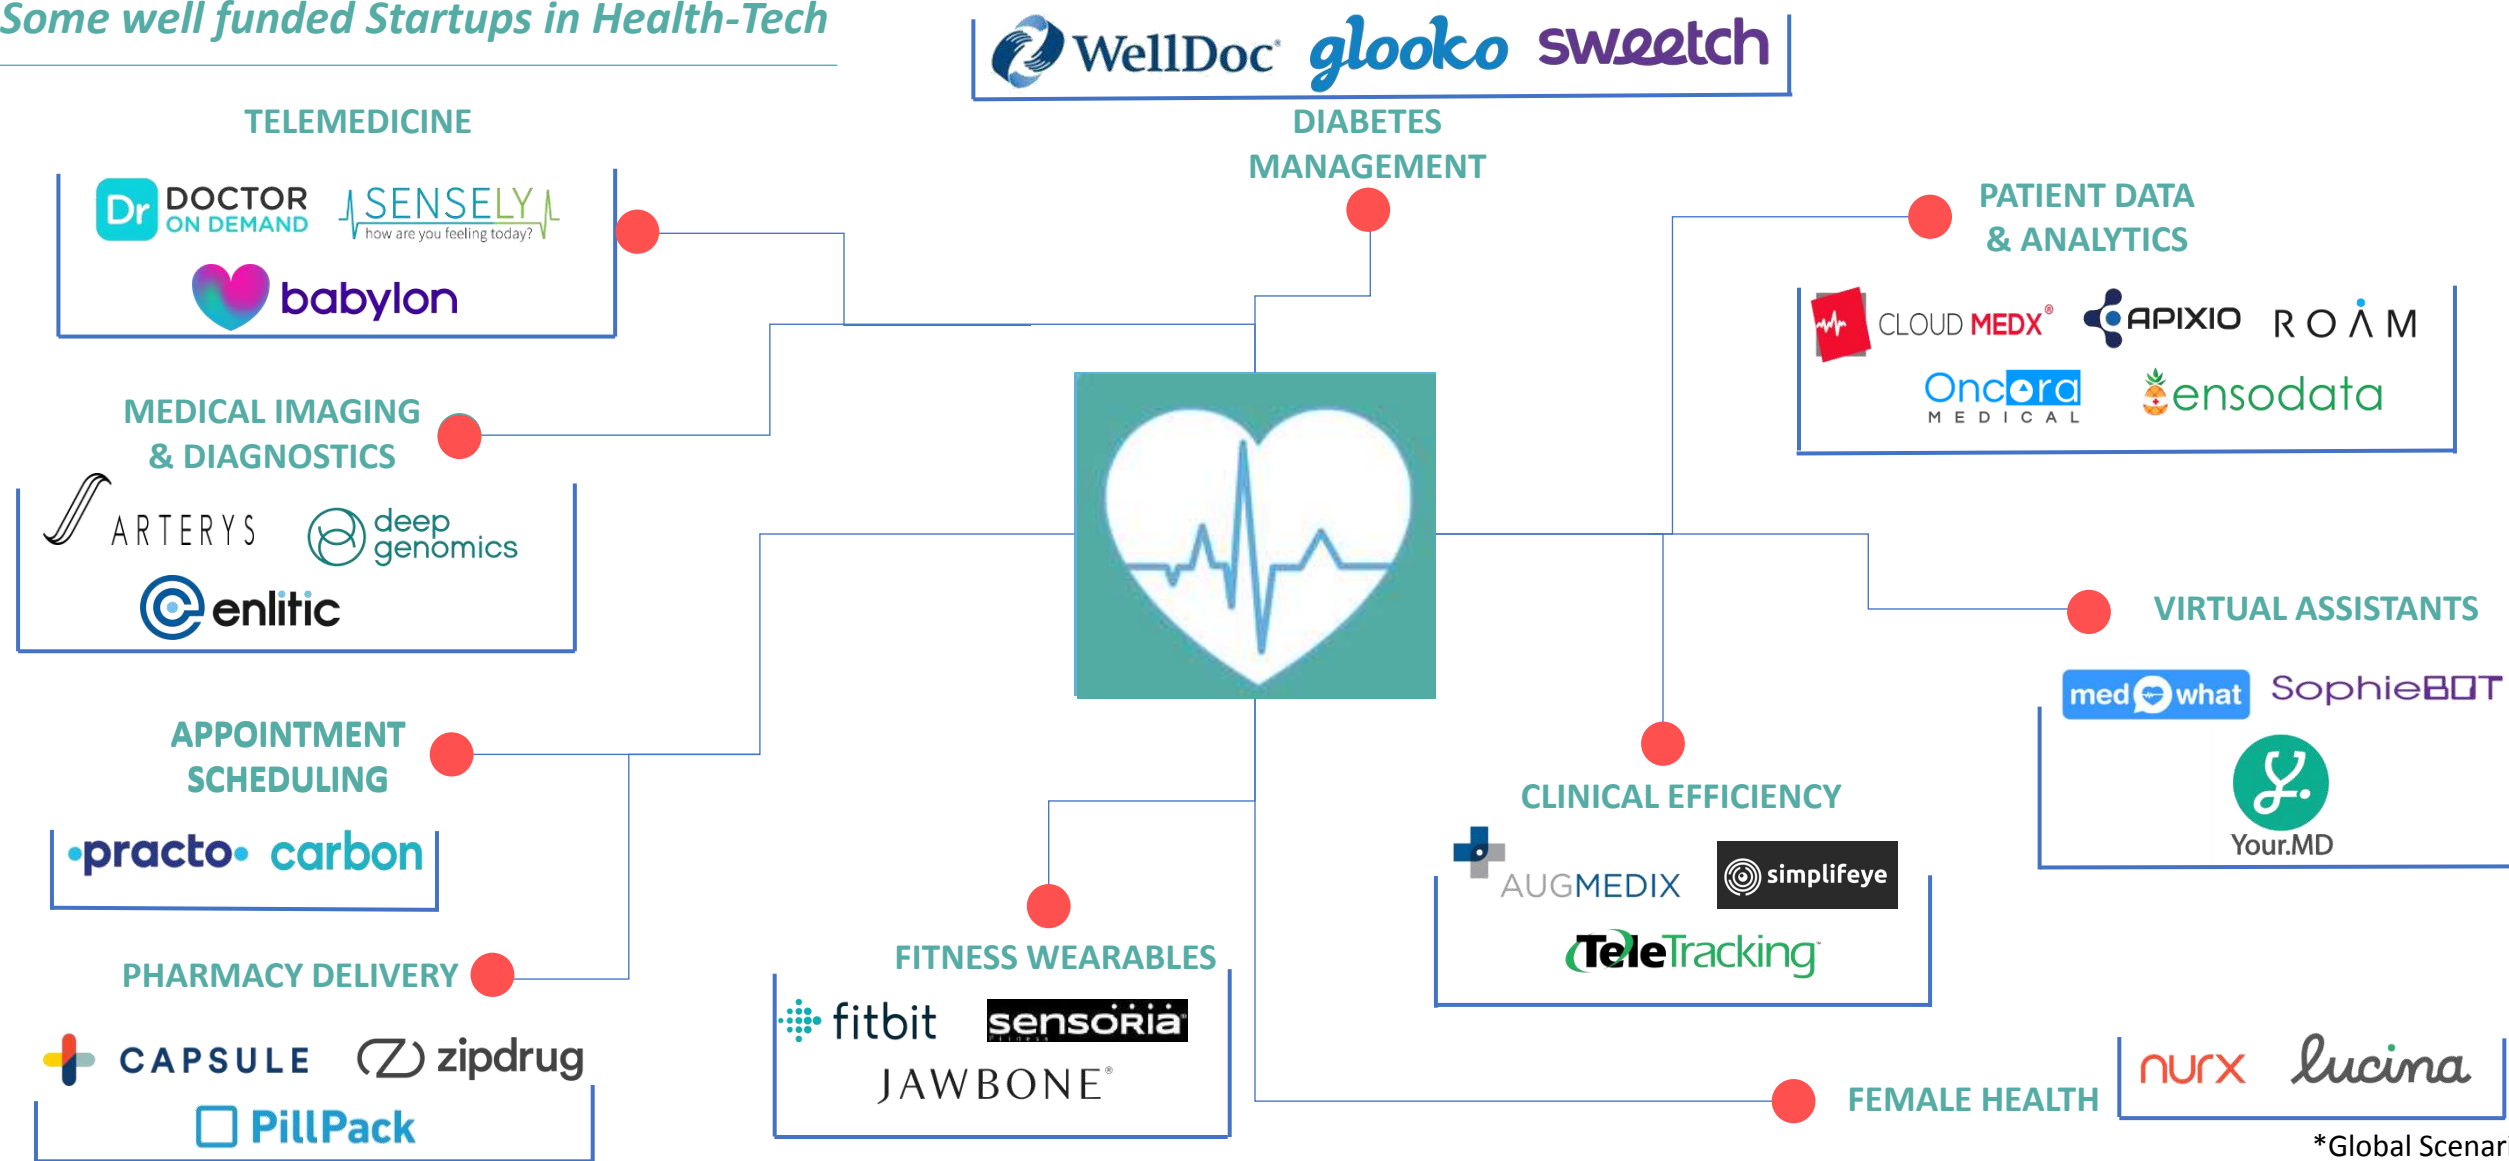 Some well funded Startups in Health-Tech
WellDoc®
glooko
sweetch
DIABETES
MANAGEMENT
TELEMEDICINE
Dr
DOCTOR
ON DEMAND
SENSELY
how are you feeling today?
babylon
PATIENT DATA
& ANALYTICS
CLOUD MEDX®
APIXIO
ROAM
Oncora
MEDICAL
ensodata
MEDICAL IMAGING
& DIAGNOSTICS
ARTERYS
deep
genomics
enlitic
VIRTUAL ASSISTANTS
med what
SophieBOT
Your.MD
APPOINTMENT
SCHEDULING
practo
carbon
CLINICAL EFFICIENCY
AUGMEDIX
simplifeye
TeleTracking™
PHARMACY DELIVERY
CAPSULE
zipdrug
PillPack
FITNESS WEARABLES
fitbit
sensoria
Fitness
JAWBONE®
FEMALE HEALTH
nurx
lucina
*Global Scenari